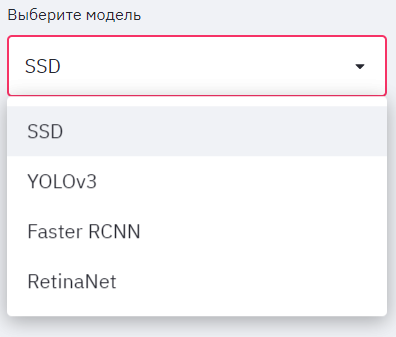 Выберите модель
SSD
SSD
YOLOv3
Faster RCNN
RetinaNet